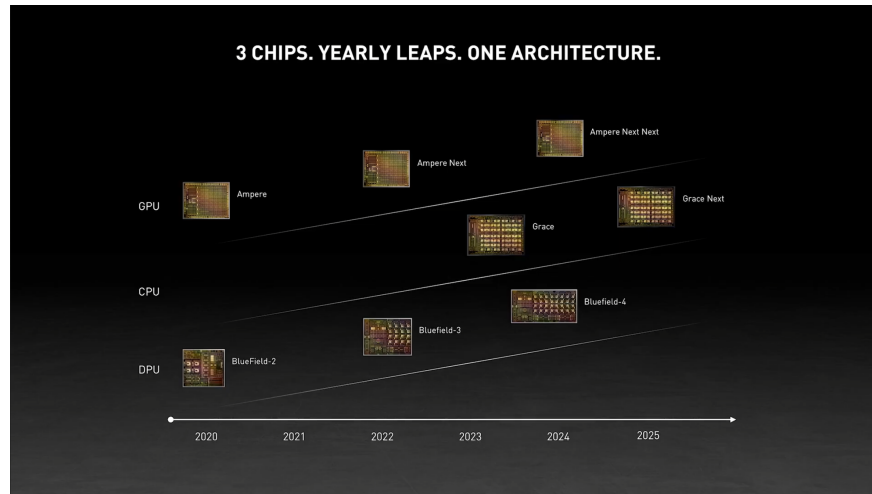 3 CHIPS. YEARLY LEAPS. ONE ARCHITECTURE.
Ampere Next Next
Ampere Next
Ampere
Grace Next
GPU
Grace
CPU
Bluefield-4
Bluefield-3
BlueField-2
DPU
2020 2021 2022 2023 2024 2025